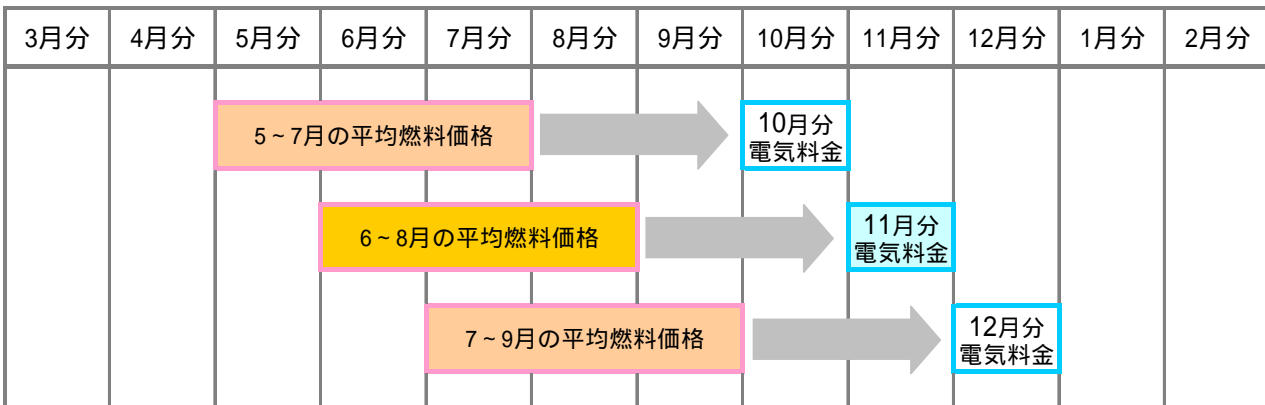 3月分 4月分 5月分 6月分 7月分 8月分 9月分 10月分 11月分 12月分 1月分 2月分
5~7月の平均燃料価格
10月分
電気料金
6~8月の平均燃料価格
11月分
電気料金
7~9月の平均燃料価格
12月分
電気料金